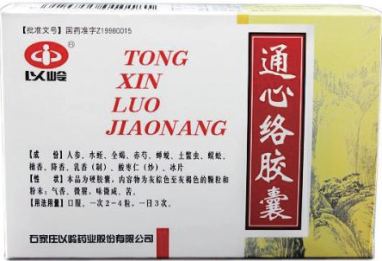 【批准文号】国药准字Z19980015
以岭
TONG
XIN
LUO
JIAONANG
通心络胶囊
【成 份】人参、水蛭、全蝎、赤芍、蝉蜕、土鳖虫、蜈蚣、
檀香、降香、乳香（制）、酸枣仁（炒）、冰片
【性 状】本品为硬胶囊，内容物为灰棕色至灰褐色的颗粒和
粉末；气香、微腥，味微咸、苦。
【用法用量】口服，一次2~4粒，一日3次。
石家庄以岭药业股份有限公司